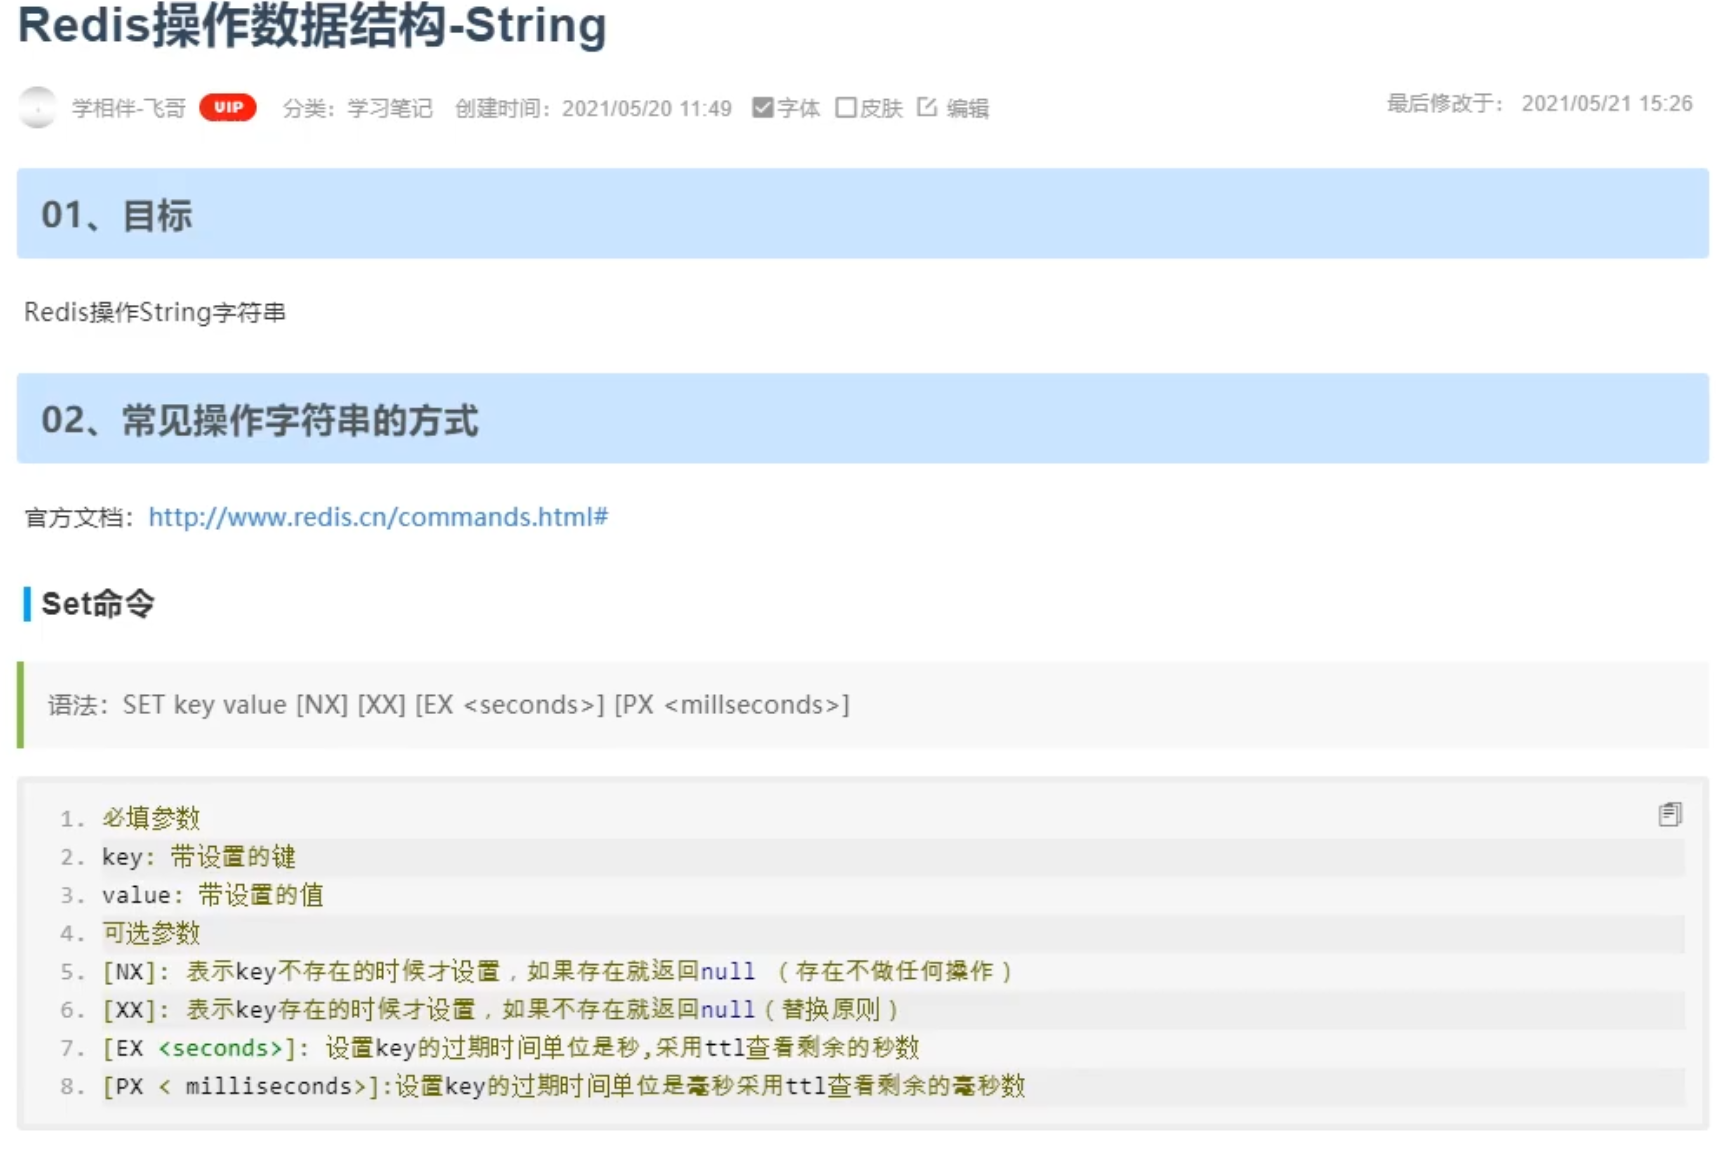 Redis操作数据结构-String
学相伴-飞哥 VIP 分类：学习笔记 创建时间：2021/05/20 11:49 字体 皮肤 编辑 最后修改于： 2021/05/21 15:26
01、目标
Redis操作String字符串
02、常见操作字符串的方式
官方文档：http://www.redis.cn/commands.html#
Set命令
语法：SET key value [NX] [XX] [EX <seconds>] [PX <millseconds>]
1. 必填参数
2. key: 带设置的键
3. value: 带设置的值
4. 可选参数
5. [NX]: 表示key不存在的时候才设置，如果存在就返回null （存在不做任何操作）
6. [XX]: 表示key存在的时候才设置，如果不存在就返回null（替换原则）
7. [EX <seconds>]: 设置key的过期时间单位是秒,采用ttl查看剩余的秒数
8. [PX < milliseconds>]:设置key的过期时间单位是毫秒采用ttl查看剩余的毫秒数